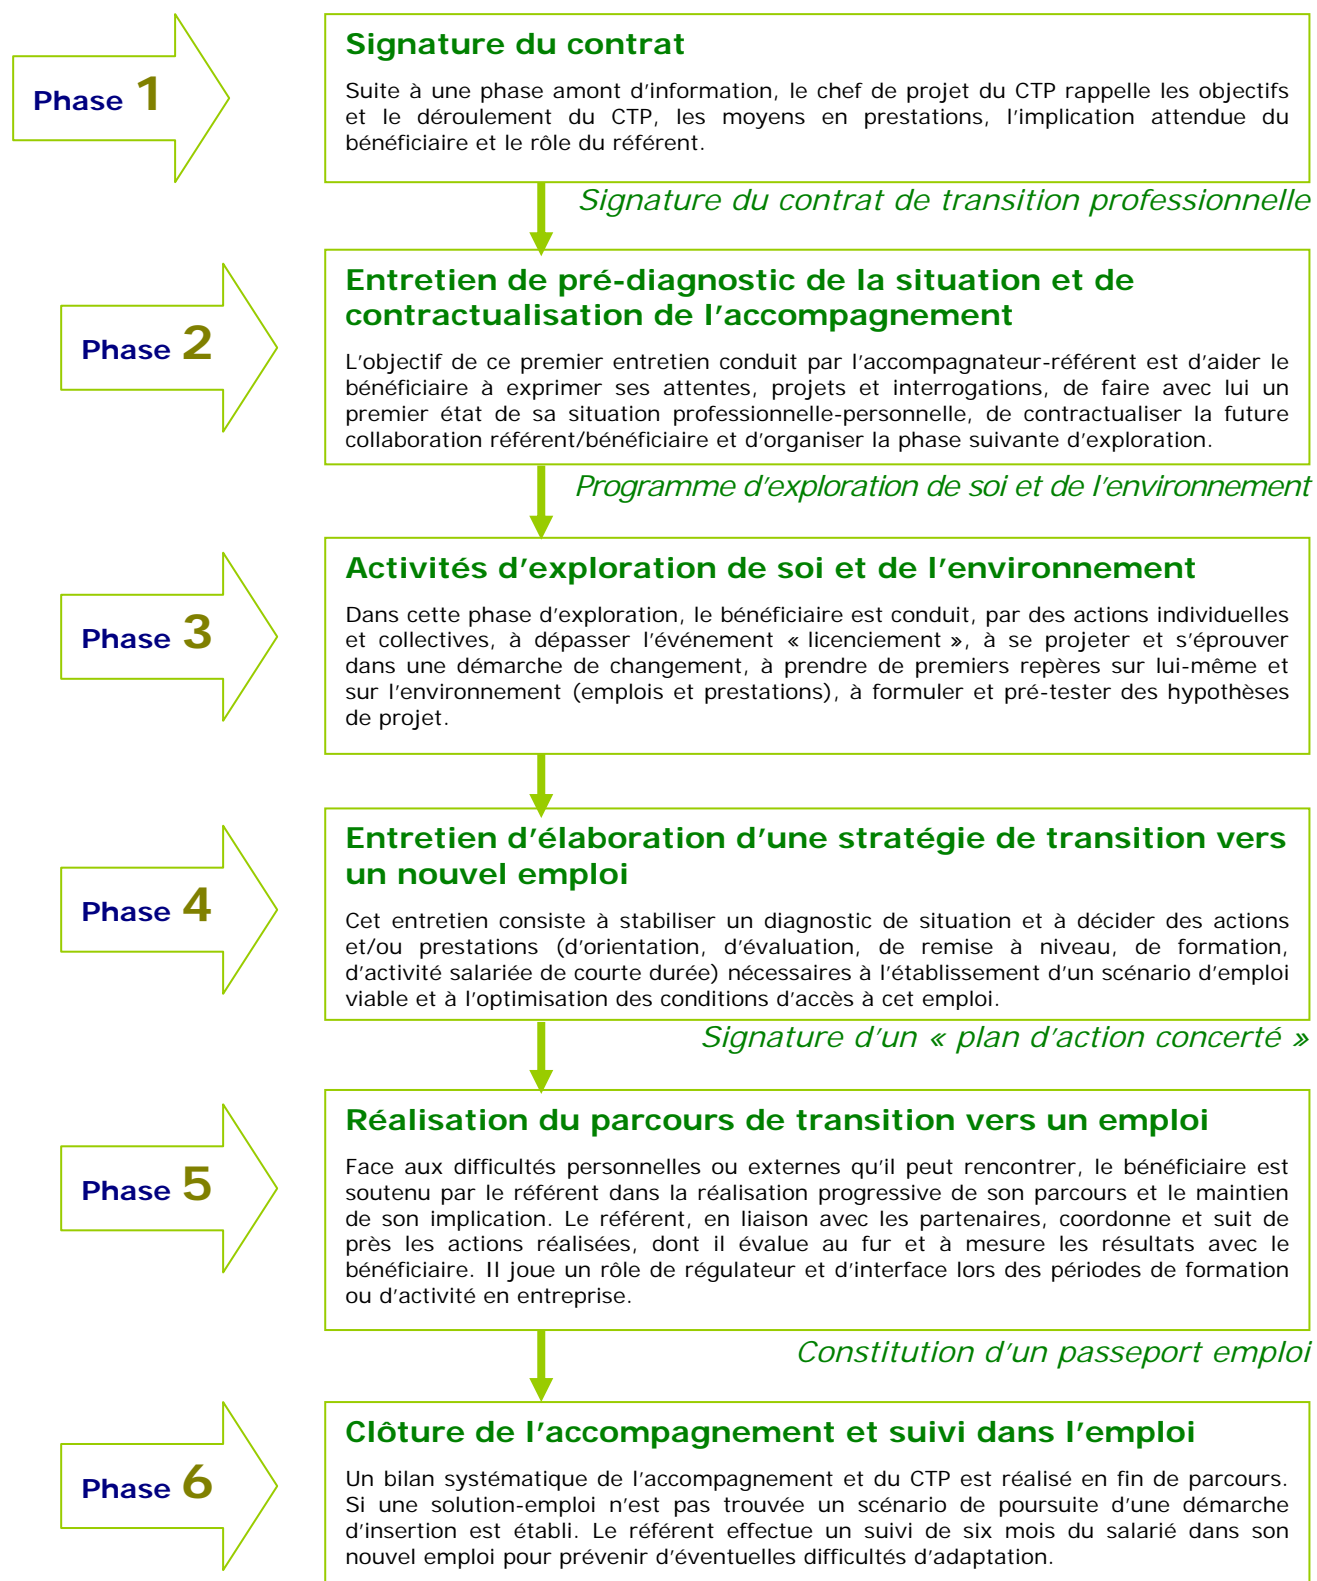 Signature du contrat
Phase 1
Suite à une phase amont d'information, le chef de projet du CTP rappelle les objectifs
et le déroulement du CTP, les moyens en prestations, l'implication attendue du
bénéficiaire et le rôle du référent.
Signature du contrat de transition professionnelle
Entretien de pré-diagnostic de la situation et de
contractualisation de l'accompagnement
Phase 2
L'objectif de ce premier entretien conduit par l'accompagnateur-référent est d'aider le
bénéficiaire à exprimer ses attentes, projets et interrogations, de faire avec lui un
premier état de sa situation professionnelle-personnelle, de contractualiser la future
collaboration référent/bénéficiaire et d'organiser la phase suivante d'exploration.
Programme d'exploration de soi et de l'environnement
Activités d'exploration de soi et de l'environnement
Phase 3
Dans cette phase d'exploration, le bénéficiaire est conduit, par des actions individuelles
et collectives, à dépasser l'événement « licenciement », à se projeter et s'éprouver
dans une démarche de changement, à prendre de premiers repères sur lui-même et
sur l'environnement (emplois et prestations), à formuler et pré-tester des hypothèses
de projet.
Entretien d'élaboration d'une stratégie de transition vers
un nouvel emploi
Phase 4
Cet entretien consiste à stabiliser un diagnostic de situation et à décider des actions
et/ou prestations (d'orientation, d'évaluation, de remise à niveau, de formation,
d'activité salariée de courte durée) nécessaires à l'établissement d'un scénario d'emploi
viable et à l'optimisation des conditions d'accès à cet emploi.
Signature d'un « plan d'action concerté »
Réalisation du parcours de transition vers un emploi
Phase 5
Face aux difficultés personnelles ou externes qu'il peut rencontrer, le bénéficiaire est
soutenu par le référent dans la réalisation progressive de son parcours et le maintien
de son implication. Le référent, en liaison avec les partenaires, coordonne et suit de
près les actions réalisées, dont il évalue au fur et à mesure les résultats avec le
bénéficiaire. Il joue un rôle de régulateur et d'interface lors des périodes de formation
ou d'activité en entreprise.
Constitution d'un passeport emploi
Clôture de l'accompagnement et suivi dans l'emploi
Phase 6
Un bilan systématique de l'accompagnement et du CTP est réalisé en fin de parcours.
Si une solution-emploi n'est pas trouvée un scénario de poursuite d'une démarche
d'insertion est établi. Le référent effectue un suivi de six mois du salarié dans son
nouvel emploi pour prévenir d'éventuelles difficultés d'adaptation.